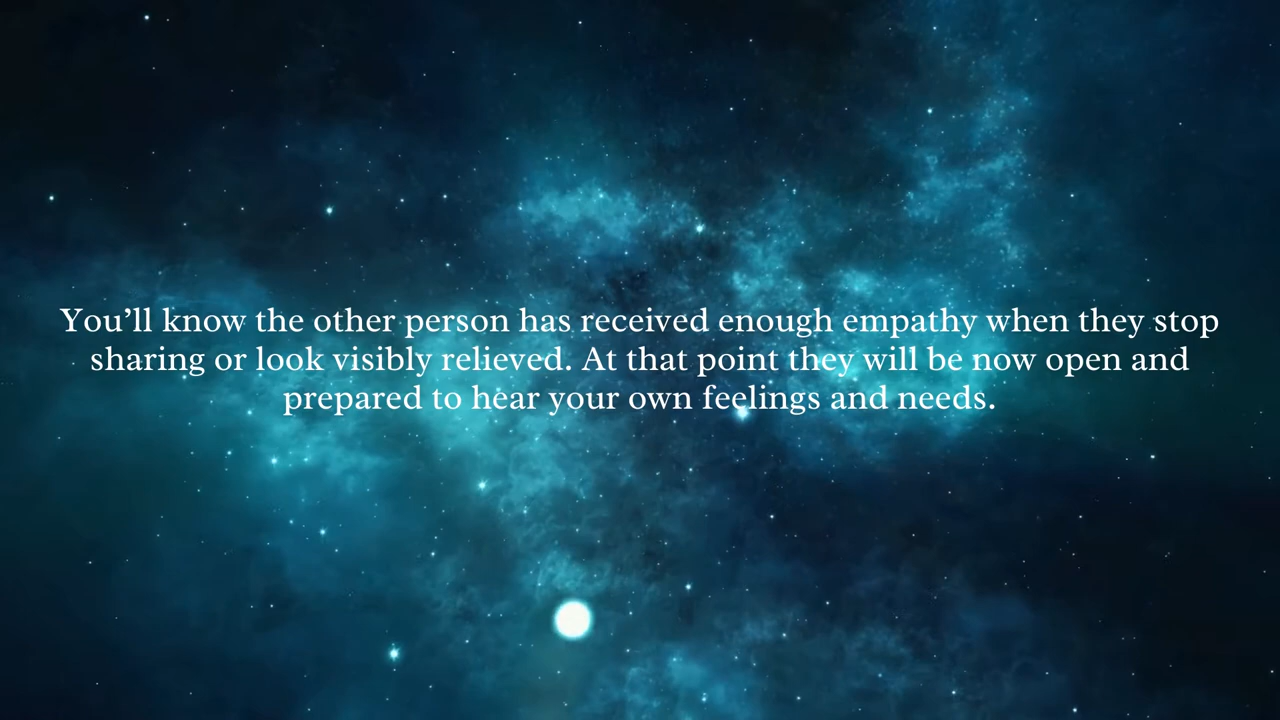 You’ll know the other person has received enough empathy when they stop
sharing or look visibly relieved. At that point they will be now open and
prepared to hear your own feelings and needs.